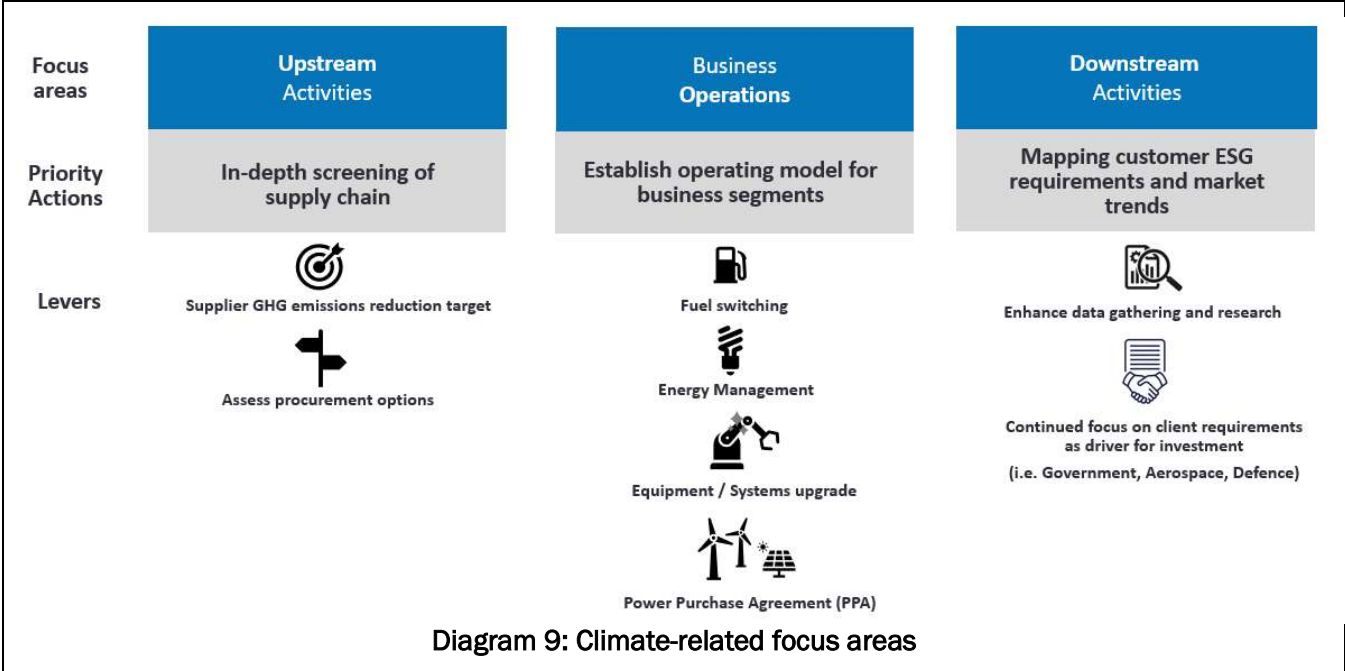 Focus
areas
Upstream
Activities
Business
Operations
Downstream
Activities
Priority
Actions
In-depth screening of
supply chain
Establish operating model for
business segments
Mapping customer ESG
requirements and market
trends
Levers
Supplier GHG emissions reduction target
Assess procurement options
Fuel switching
Energy Management
Equipment / Systems upgrade
Power Purchase Agreement (PPA)
Enhance data gathering and research
Continued focus on client requirements
as driver for investment
(i.e. Government, Aerospace, Defence)
Diagram 9: Climate-related focus areas